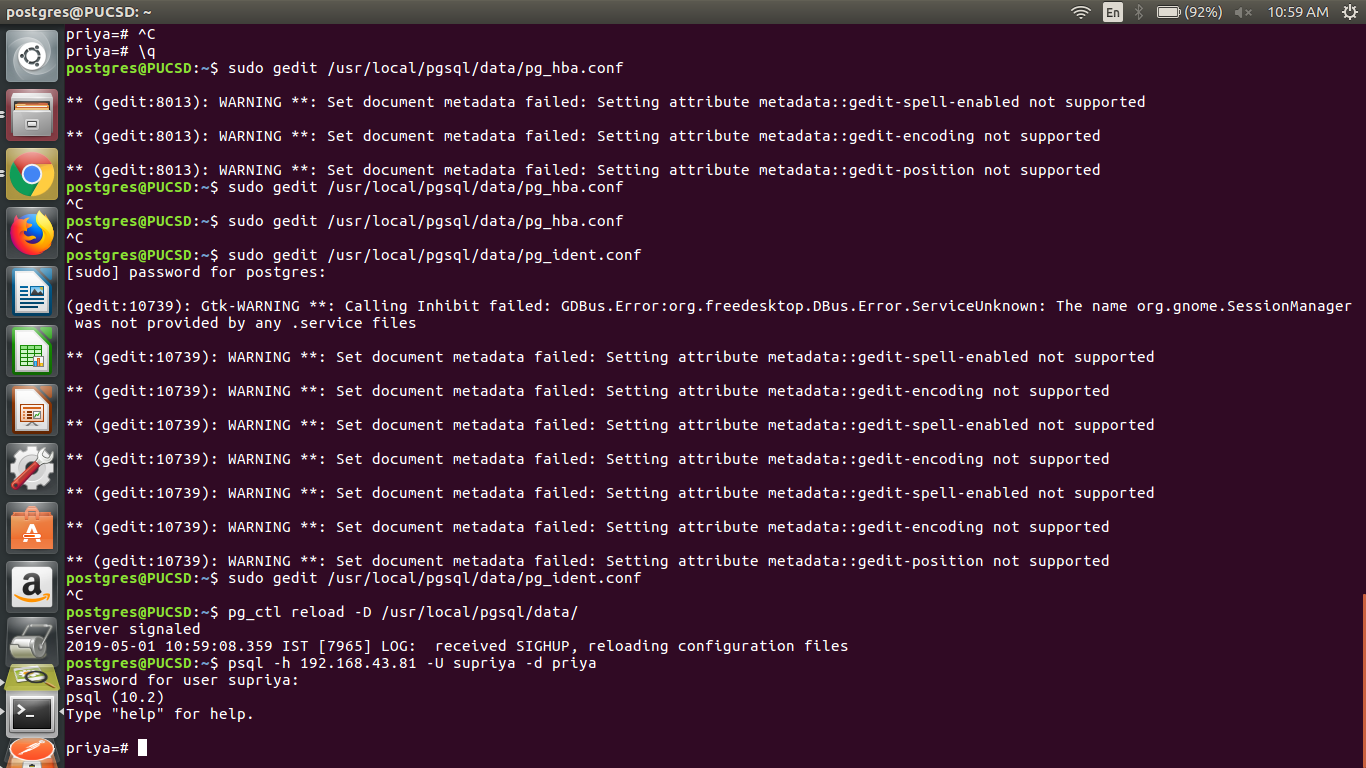 postgres@PUCSD: ~
En
(92%)
10:59 AM
priya=# ^C
priya=# \q
postgres@PUCSD:~$ sudo gedit /usr/local/pgsql/data/pg_hba.conf
** (gedit:8013): WARNING **: Set document metadata failed: Setting attribute metadata::gedit-spell-enabled not supported
** (gedit:8013): WARNING **: Set document metadata failed: Setting attribute metadata::gedit-encoding not supported
** (gedit:8013): WARNING **: Set document metadata failed: Setting attribute metadata::gedit-position not supported
postgres@PUCSD:~$ sudo gedit /usr/local/pgsql/data/pg_hba.conf
^C
postgres@PUCSD:~$ sudo gedit /usr/local/pgsql/data/pg_hba.conf
^C
postgres@PUCSD:~$ sudo gedit /usr/local/pgsql/data/pg_ident.conf
[sudo] password for postgres:
(gedit:10739): Gtk-WARNING **: Calling Inhibit failed: GDBus.Error:org.freedesktop.DBus.Error.ServiceUnknown: The name org.gnome.SessionManager
was not provided by any .service files
** (gedit:10739): WARNING **: Set document metadata failed: Setting attribute metadata::gedit-spell-enabled not supported
** (gedit:10739): WARNING **: Set document metadata failed: Setting attribute metadata::gedit-encoding not supported
** (gedit:10739): WARNING **: Set document metadata failed: Setting attribute metadata::gedit-spell-enabled not supported
** (gedit:10739): WARNING **: Set document metadata failed: Setting attribute metadata::gedit-encoding not supported
** (gedit:10739): WARNING **: Set document metadata failed: Setting attribute metadata::gedit-spell-enabled not supported
** (gedit:10739): WARNING **: Set document metadata failed: Setting attribute metadata::gedit-encoding not supported
** (gedit:10739): WARNING **: Set document metadata failed: Setting attribute metadata::gedit-position not supported
postgres@PUCSD:~$ sudo gedit /usr/local/pgsql/data/pg_ident.conf
^C
postgres@PUCSD:~$ pg_ctl reload -D /usr/local/pgsql/data/
server signaled
2019-05-01 10:59:08.359 IST [7965] LOG:  received SIGHUP, reloading configuration files
postgres@PUCSD:~$ psql -h 192.168.43.81 -U supriya -d priya
Password for user supriya:
psql (10.2)
Type "help" for help.
priya=#